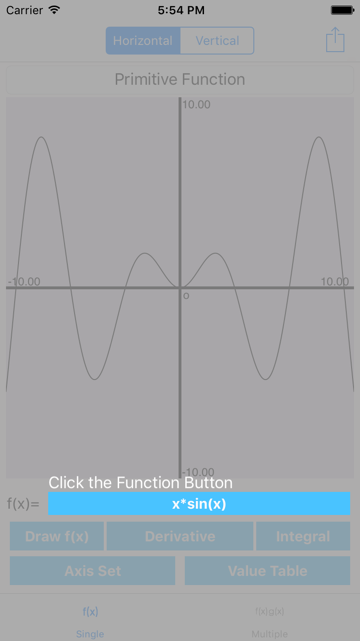 Carrier 5:54 PM
Horizontal Vertical
Primitive Function
10.00
-10.00 10.00
o
-10.00
Click the Function Button
f(x)= x*sin(x)
Draw f(x) Derivative Integral
Axis Set Value Table
f(x) f(x)g(x)
Single Multiple